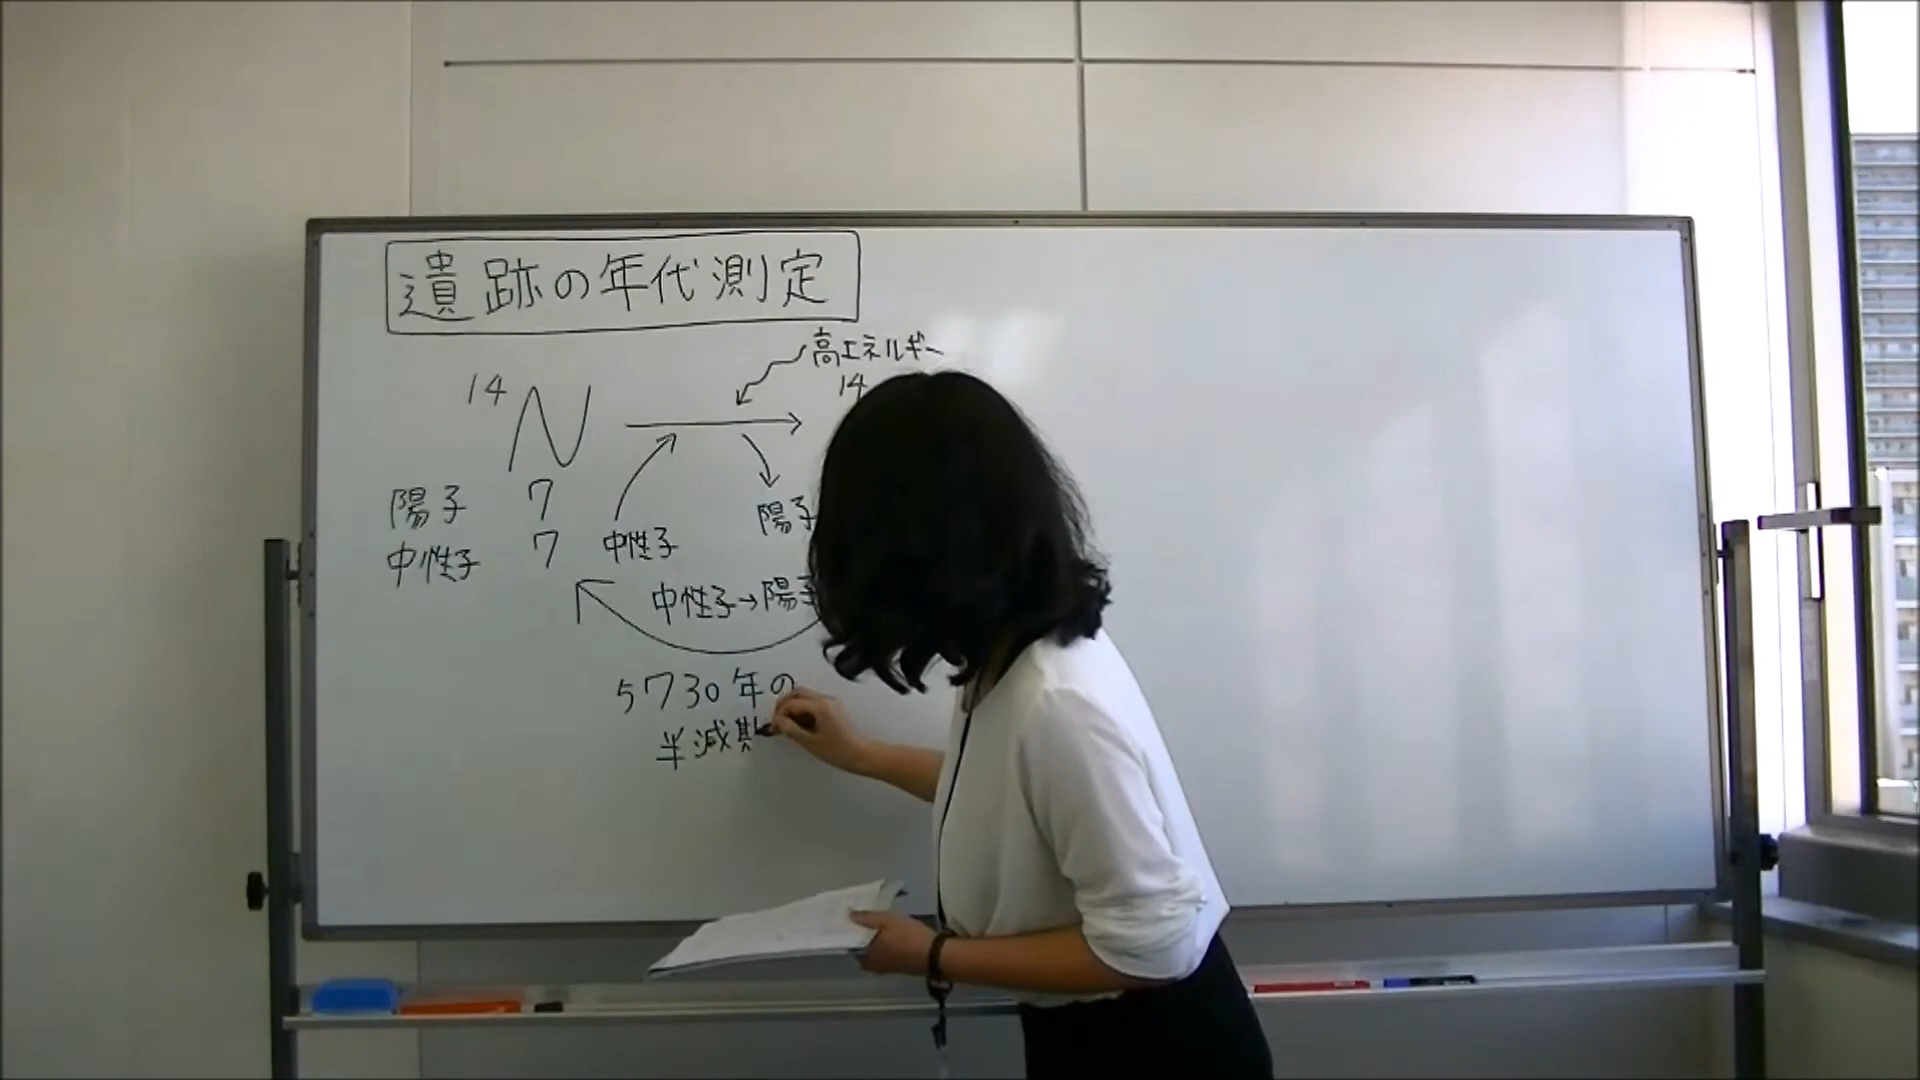 遺跡の年代測定
高エネルギー
14 N → 14
陽子 7
中性子 7
中性子
陽子
中性子→陽子
5730年の
半減期